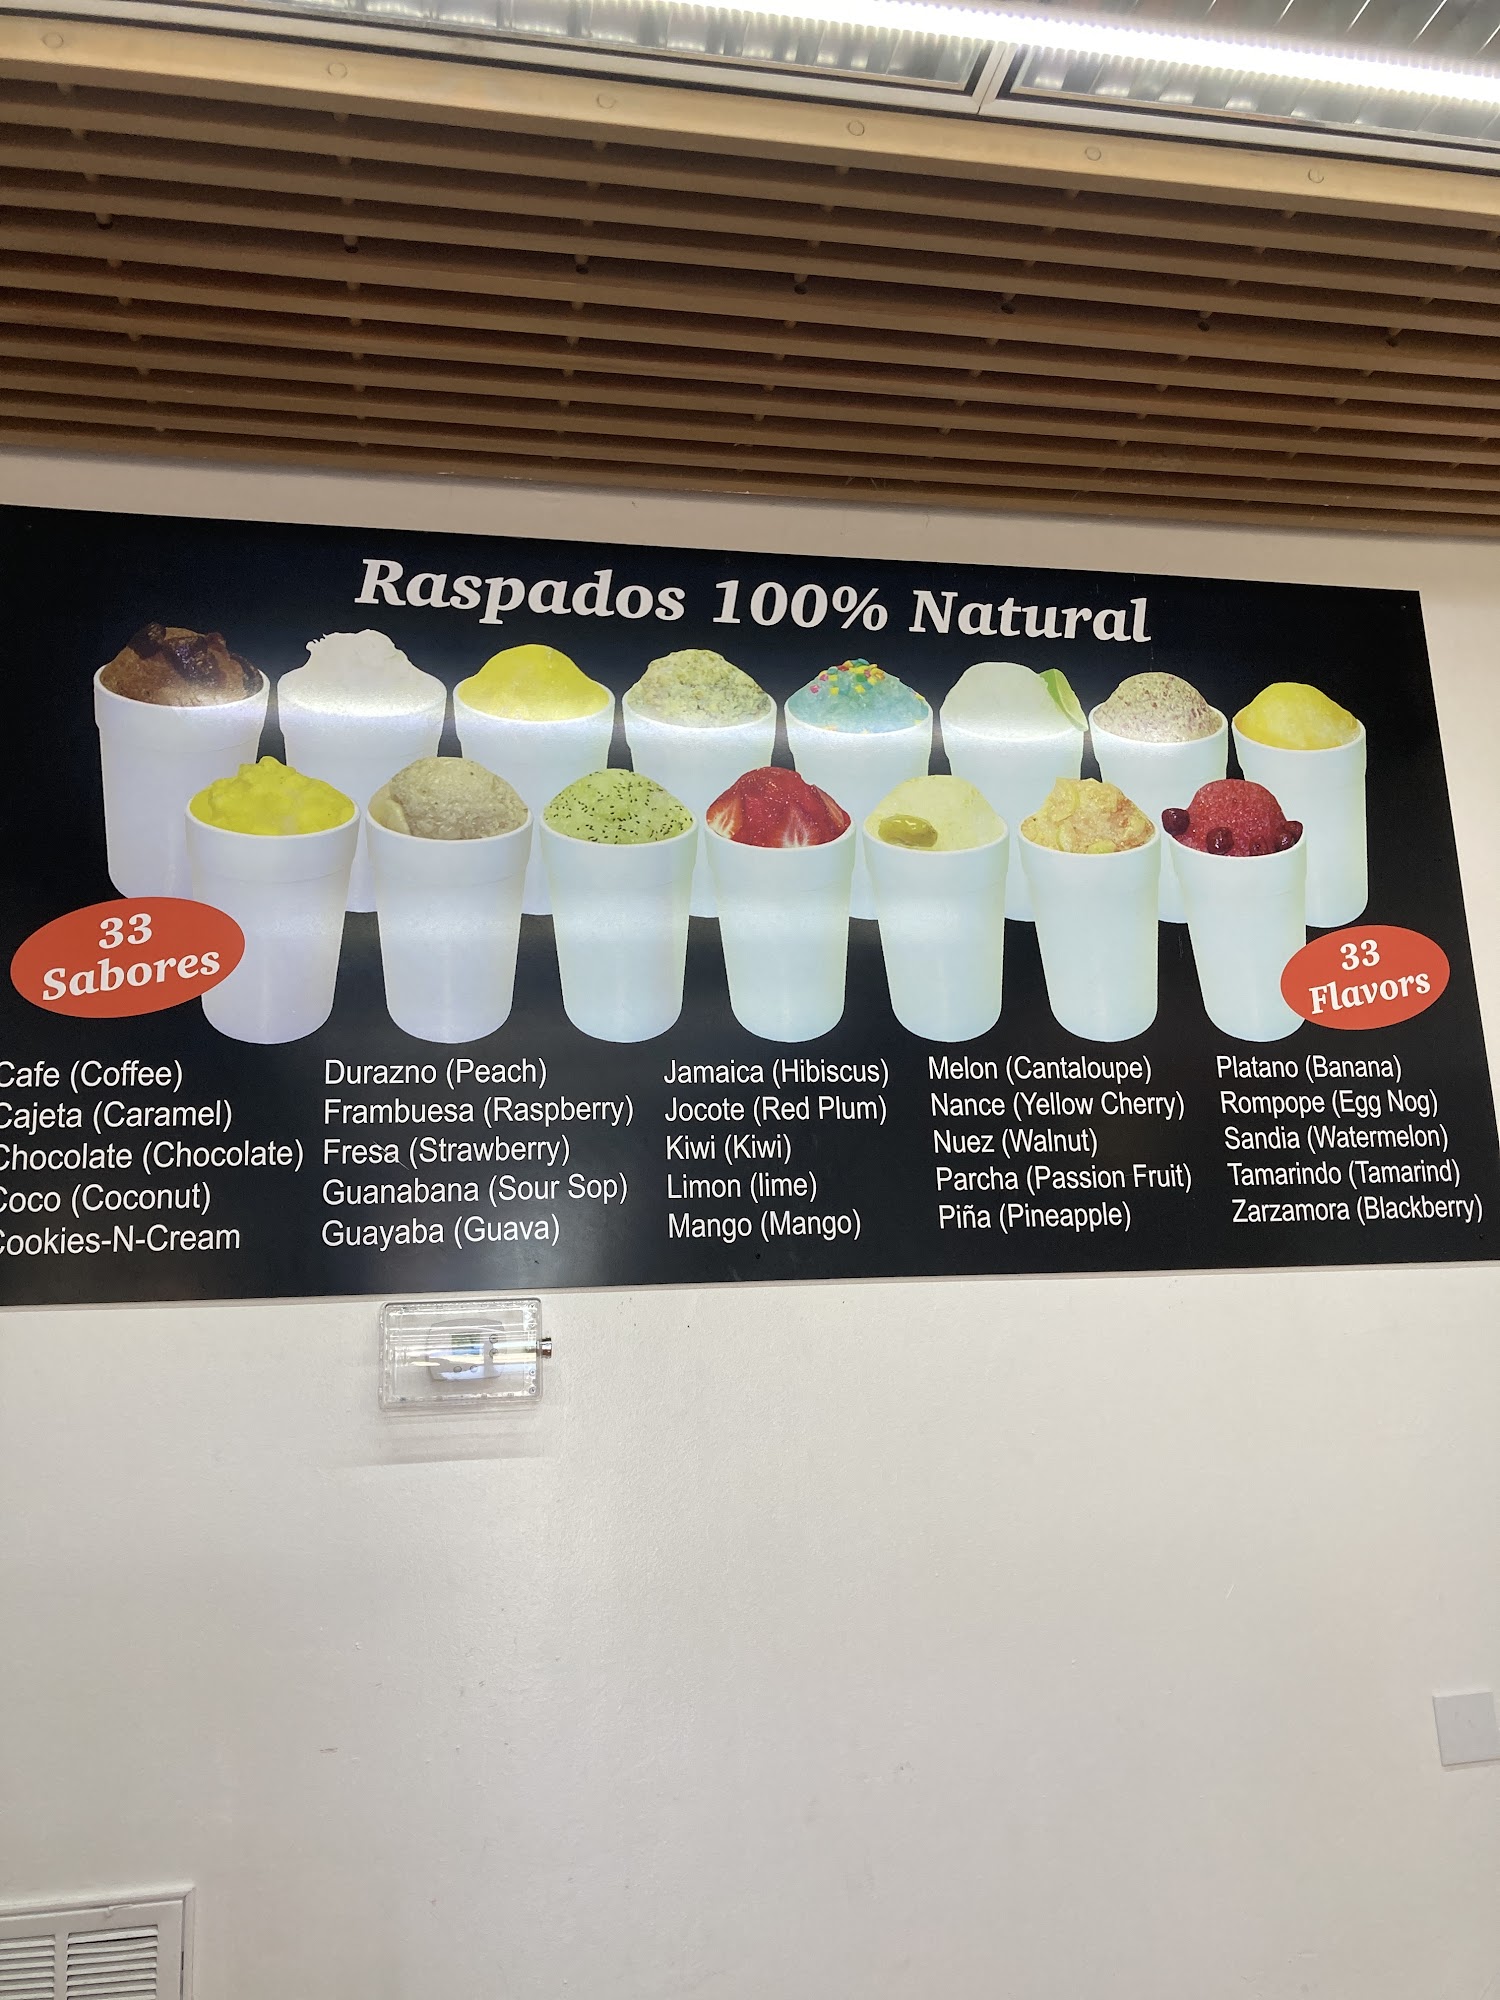 Raspados 100% Natural
33
Sabores
33
Flavors
Cafe (Coffee)
Cajeta (Caramel)
Chocolate (Chocolate)
Coco (Coconut)
Cookies-N-Cream
Durazno (Peach)
Frambuesa (Raspberry)
Fresa (Strawberry)
Guanabana (Sour Sop)
Guayaba (Guava)
Jamaica (Hibiscus)
Jocote (Red Plum)
Kiwi (Kiwi)
Limon (lime)
Mango (Mango)
Melon (Cantaloupe)
Nance (Yellow Cherry)
Nuez (Walnut)
Parcha (Passion Fruit)
Piña (Pineapple)
Platano (Banana)
Rompope (Egg Nog)
Sandia (Watermelon)
Tamarindo (Tamarind)
Zarzamora (Blackberry)